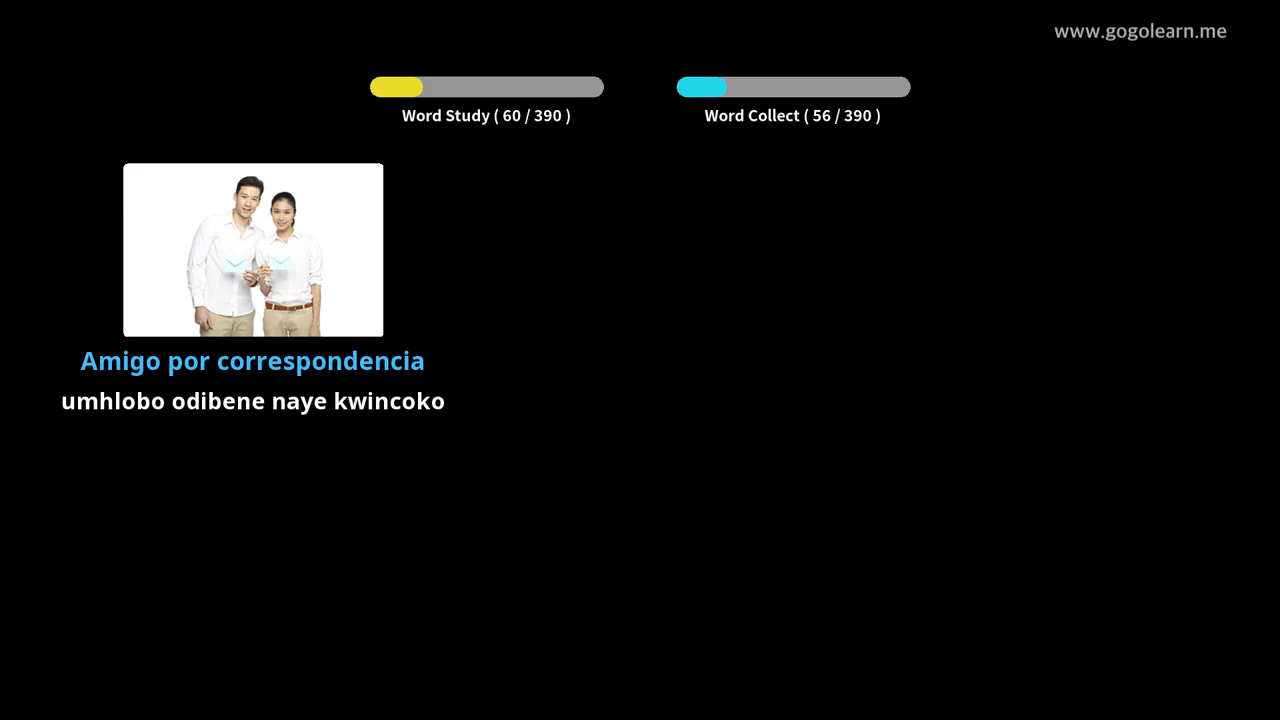 www.gogolearn.me
Word Study ( 60 / 390 )
Word Collect ( 56 / 390 )
Amigo por correspondencia
umhlobo odibene naye kwincoko